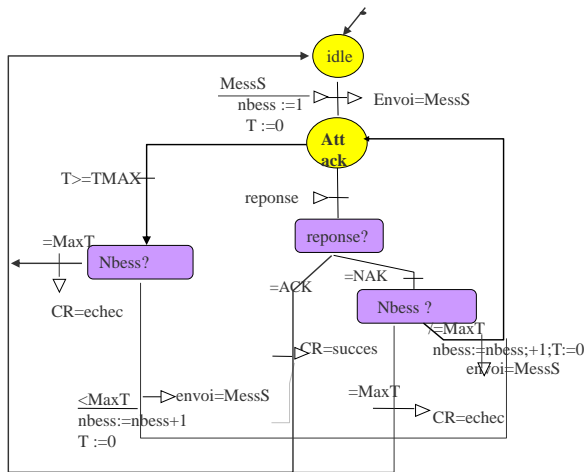 idle
MessS
nbess :=1
T :=0
Envoi=MessS
Att
ack
T>=TMAX
reponse
reponse?
=MaxT
Nbess?
=ACK
=NAK
Nbess ?
CR=echec
/=MaxT
nbess:=nbess;+1;T:=0
envoi=MessS
CR=succes
<MaxT
nbess:=nbess+1
T :=0
envoi=MessS
=MaxT
CR=echec